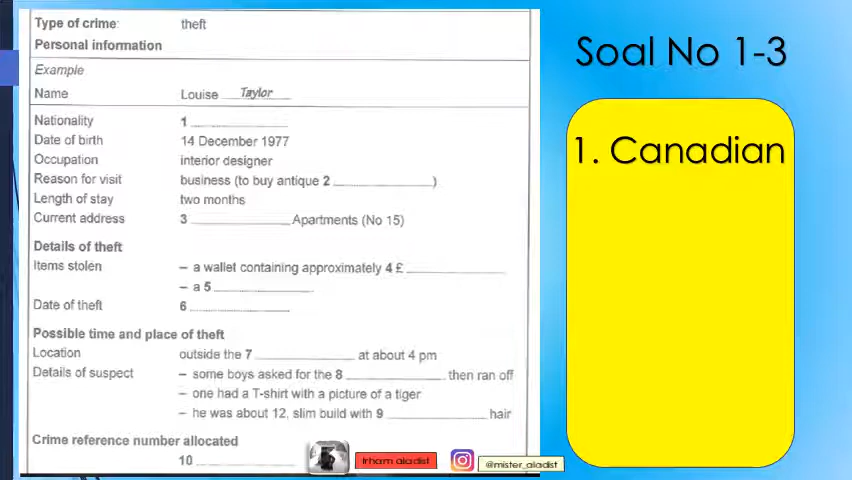 Type of crime: theft
Personal information
Example
Name Louise Taylor
Nationality 1
Date of birth 14 December 1977
Occupation interior designer
Reason for visit business (to buy antique 2 )
Length of stay two months
Current address 3 Apartments (No 15)
Details of theft
Items stolen – a wallet containing approximately 4 £
– a 5
Date of theft 6
Possible time and place of theft
Location outside the 7 at about 4 pm
Details of suspect – some boys asked for the 8 then ran off
– one had a T-shirt with a picture of a tiger
– he was about 12, slim build with 9 hair
Crime reference number allocated
10
Irham aladist
@mister_aladist
Soal No 1-3
1. Canadian